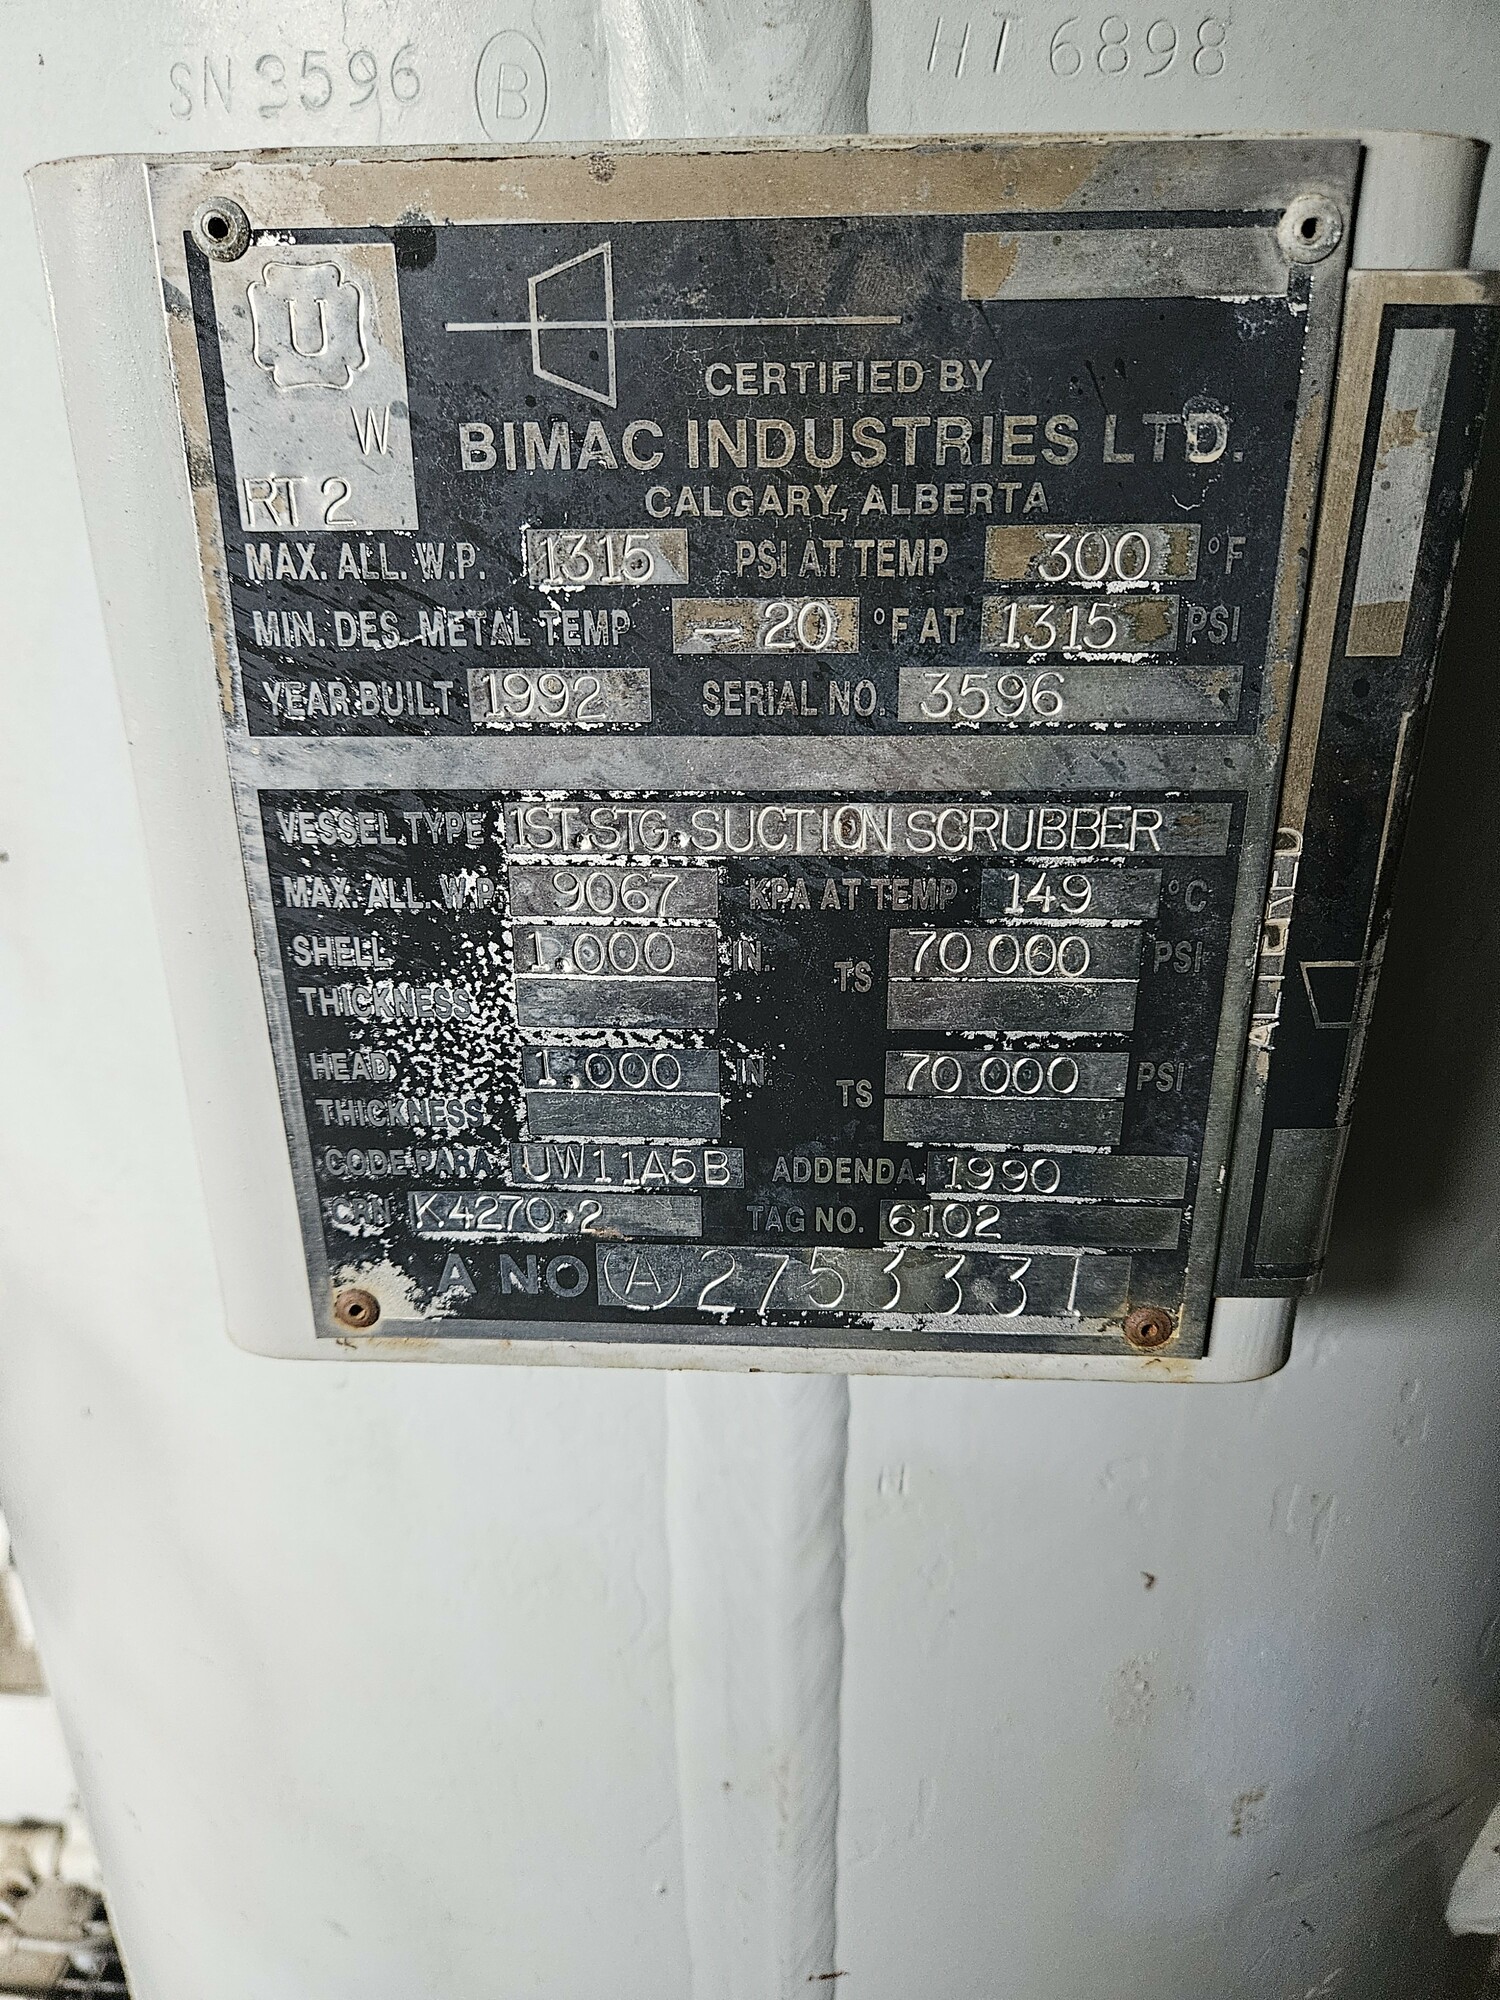 SN 3596 B HT 6898
U
W
RT 2
CERTIFIED BY
BIMAC INDUSTRIES LTD.
CALGARY, ALBERTA
MAX. ALL. W.P. 1315 PSI AT TEMP 300 °F
MIN. DES. METAL TEMP -20 °F AT 1315 PSI
YEAR BUILT 1992 SERIAL NO. 3596
VESSEL TYPE 1ST.STG.SUCTION SCRUBBER
MAX. ALL. W.P. 9067 KPA AT TEMP 149 °C
SHELL THICKNESS 1.000 IN. TS 70 000 PSI
HEAD THICKNESS 1.000 IN. TS 70 000 PSI
CODE PARA. UW11A5B ADDENDA 1990
CRN K.4270.2 TAG NO. 6102
A NO A 2753331
ALTERED